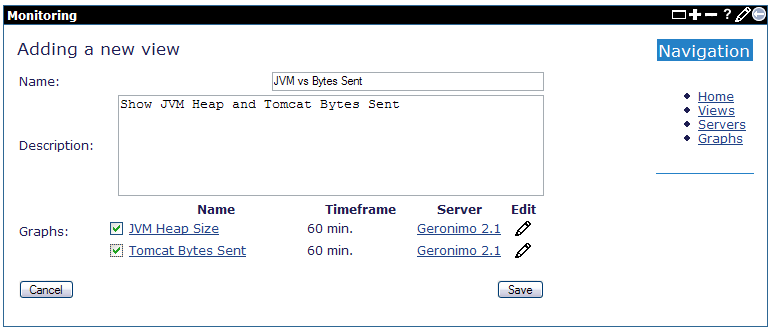 Monitoring
Adding a new view
Navigation
Name: JVM vs Bytes Sent
Home
Views
Servers
Graphs
Description: Show JVM Heap and Tomcat Bytes Sent
Name Timeframe Server Edit
Graphs:
JVM Heap Size 60 min. Geronimo 2.1
Tomcat Bytes Sent 60 min. Geronimo 2.1
Cancel Save